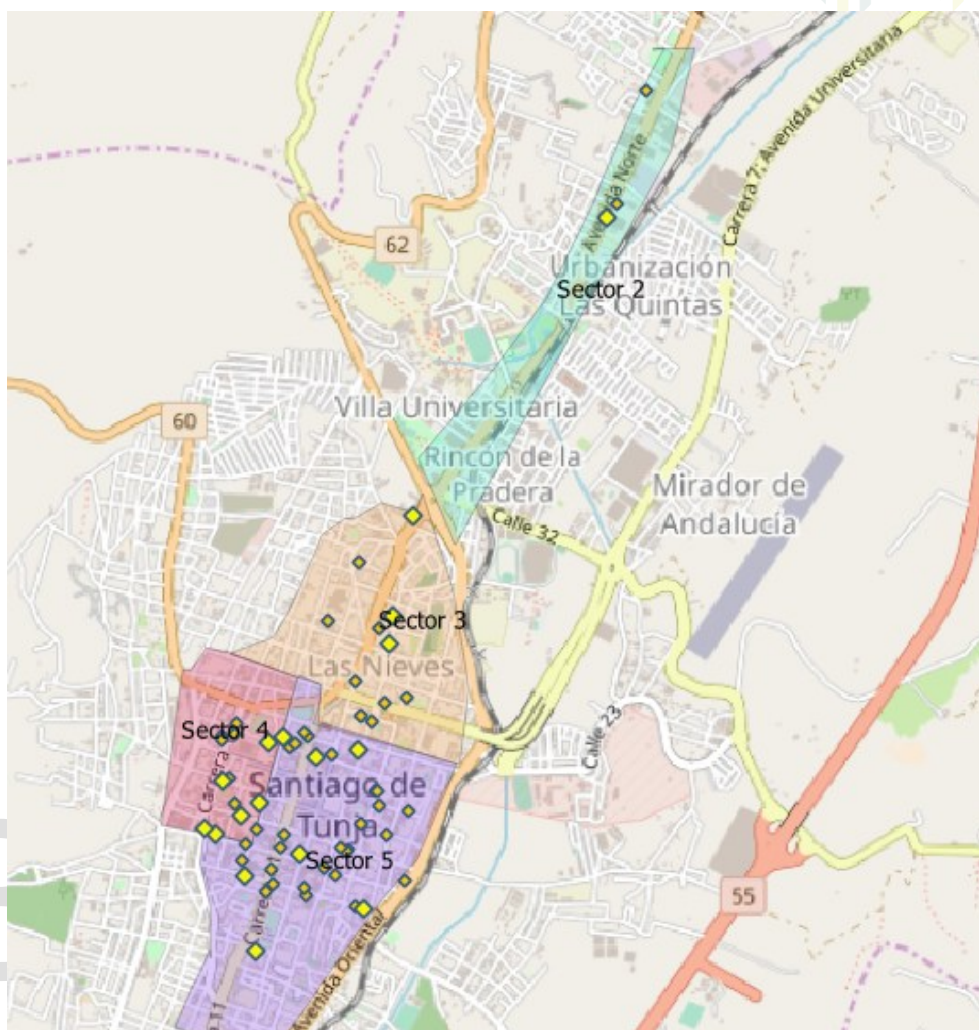 Carrera 7; Avenida Universitaria
Avenida Norte
62
Urbanización
Las Quintas
Sector 2
60
Villa Universitaria
Rincón de la
Pradera
Mirador de
Andalucía
Calle 32
Sector 3
Las Nieves
Sector 4
Calle 23
Carrera
Santiago de
Tunja
Sector 5
55
Avenida Oriental